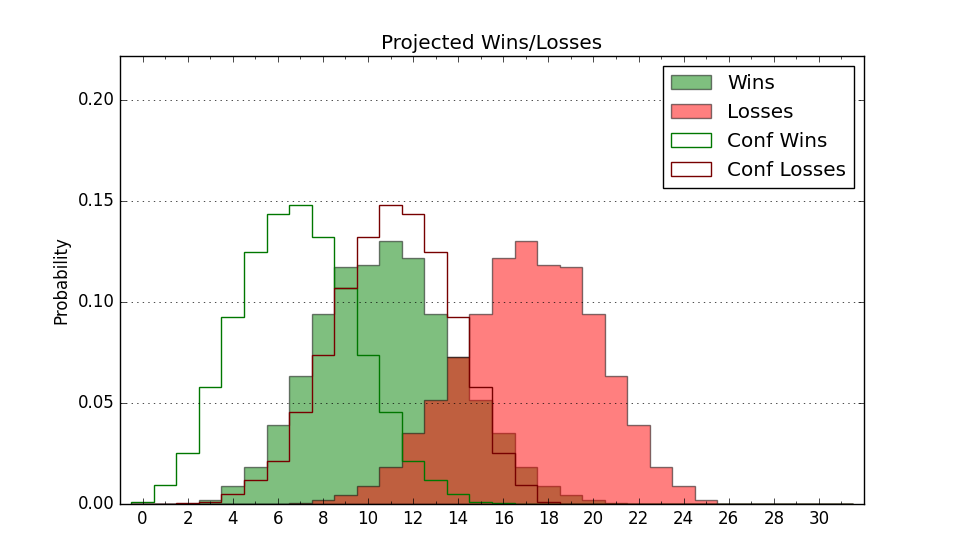 Projected Wins/Losses
Wins
Losses
Conf Wins
Conf Losses
Probability
0.20
0.15
0.10
0.05
0.00
0 2 4 6 8 10 12 14 16 18 20 22 24 26 28 30